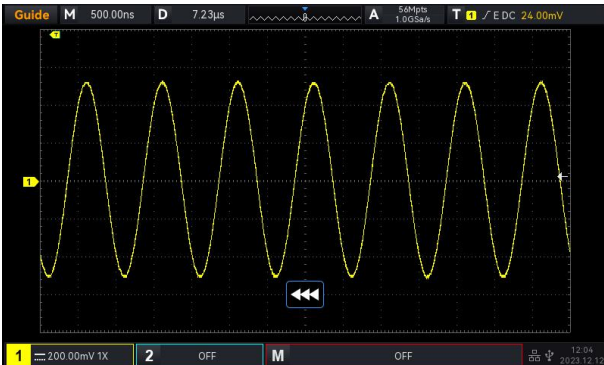 Guide M 500.00ns D 7.23µs A 56Mpts 1.0GSa/s T 1 E DC 24.00mV
T
1
1 200.00mV 1X 2 OFF M OFF 12:04
2023.12.12